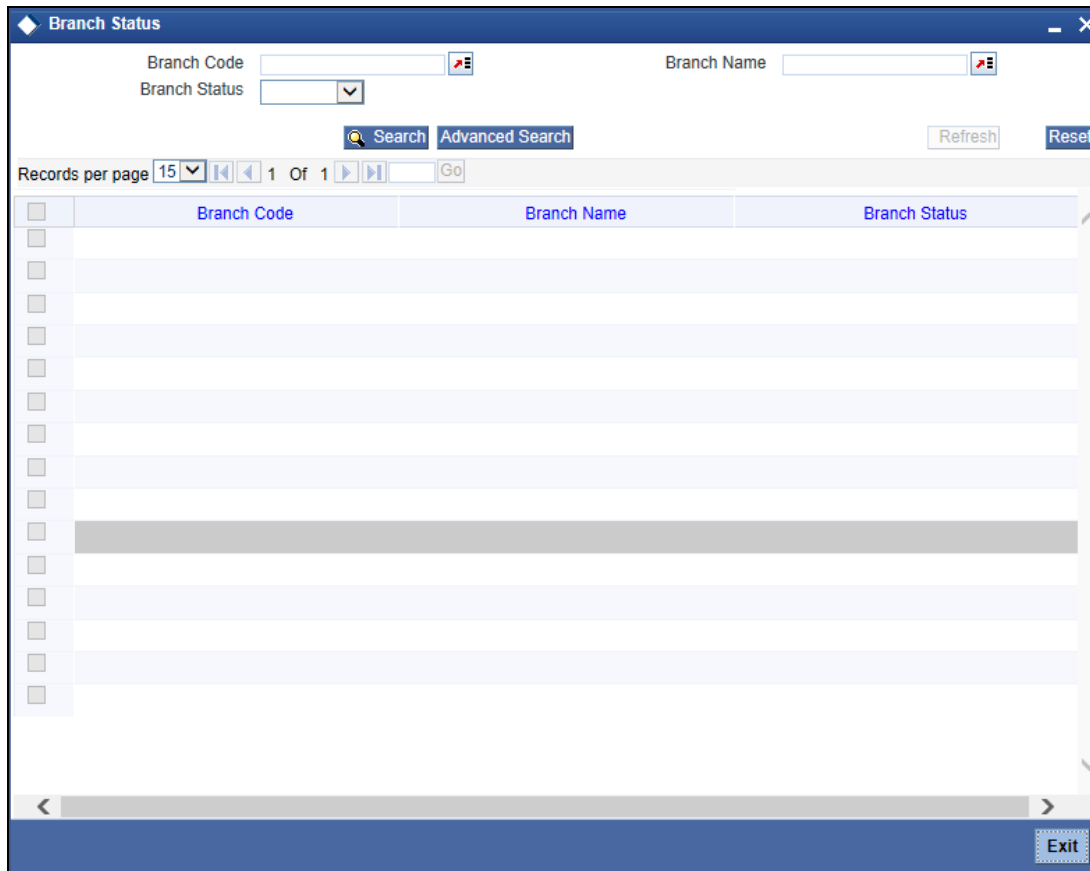 Branch Status
Branch Code
Branch Name
Branch Status
Search Advanced Search Refresh Reset
Records per page 15 1 Of 1 Go
Branch Code Branch Name Branch Status
Exit